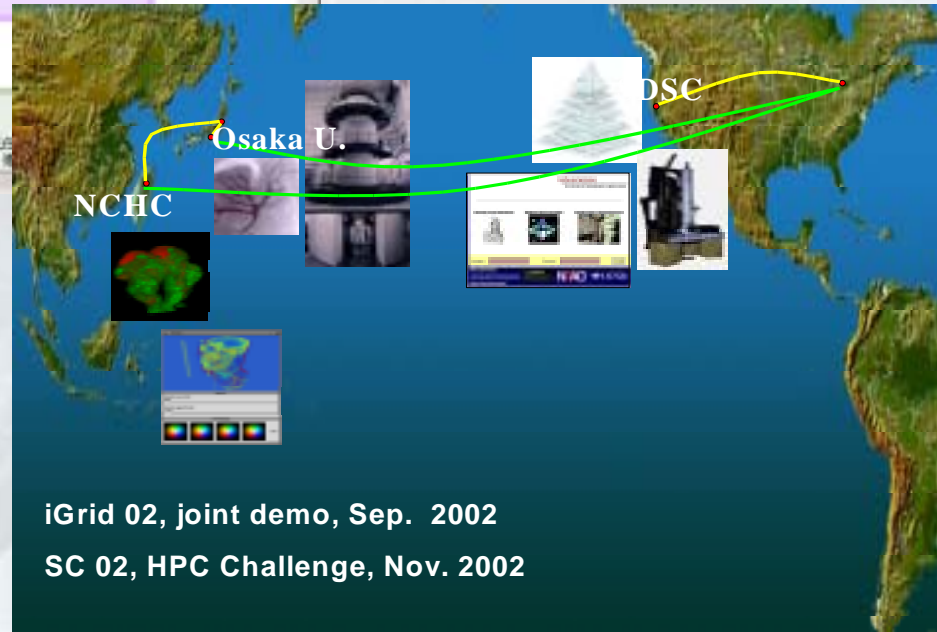 DSC
Osaka U.
NCHC
iGrid 02, joint demo, Sep. 2002
SC 02, HPC Challenge, Nov. 2002